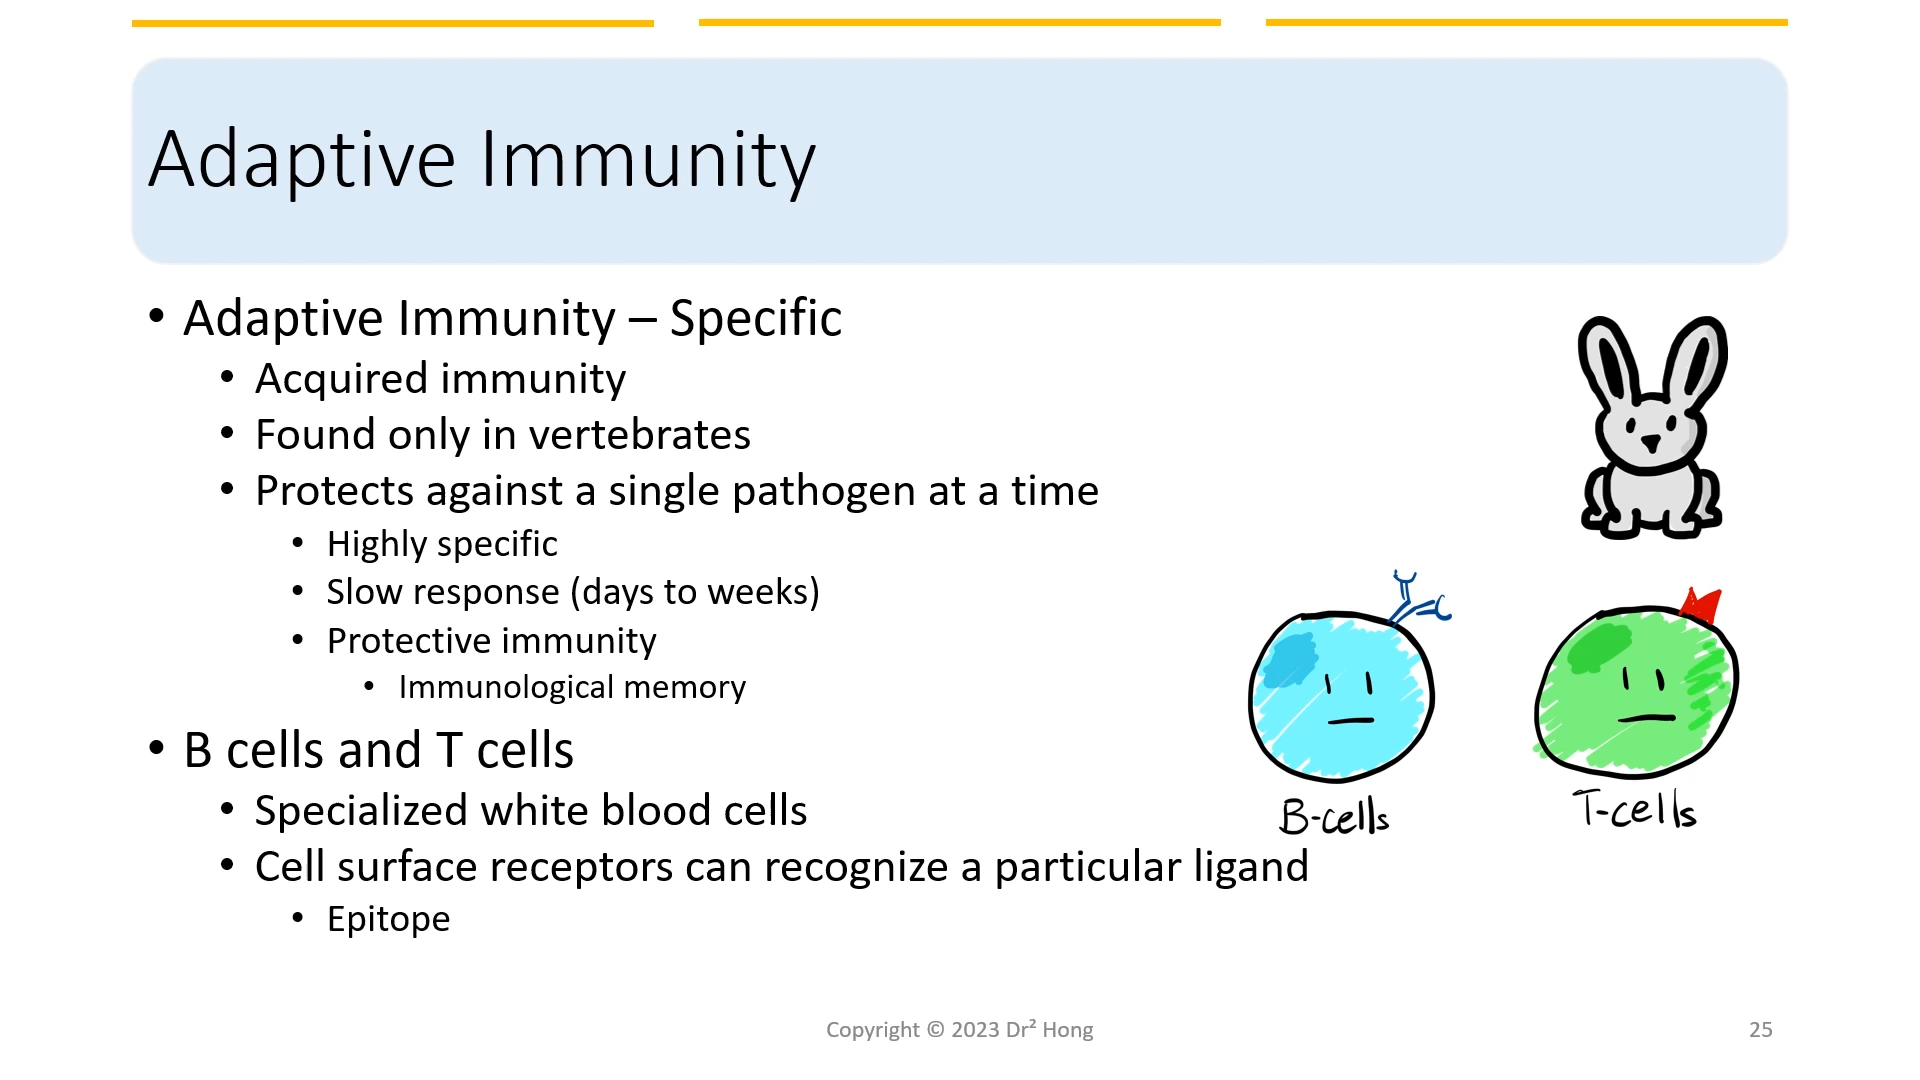 Adaptive Immunity
• Adaptive Immunity – Specific
• Acquired immunity
• Found only in vertebrates
• Protects against a single pathogen at a time
• Highly specific
• Slow response (days to weeks)
• Protective immunity
• Immunological memory
• B cells and T cells
• Specialized white blood cells
• Cell surface receptors can recognize a particular ligand
• Epitope
B-cells
T-cells
Copyright © 2023 Dr² Hong
25